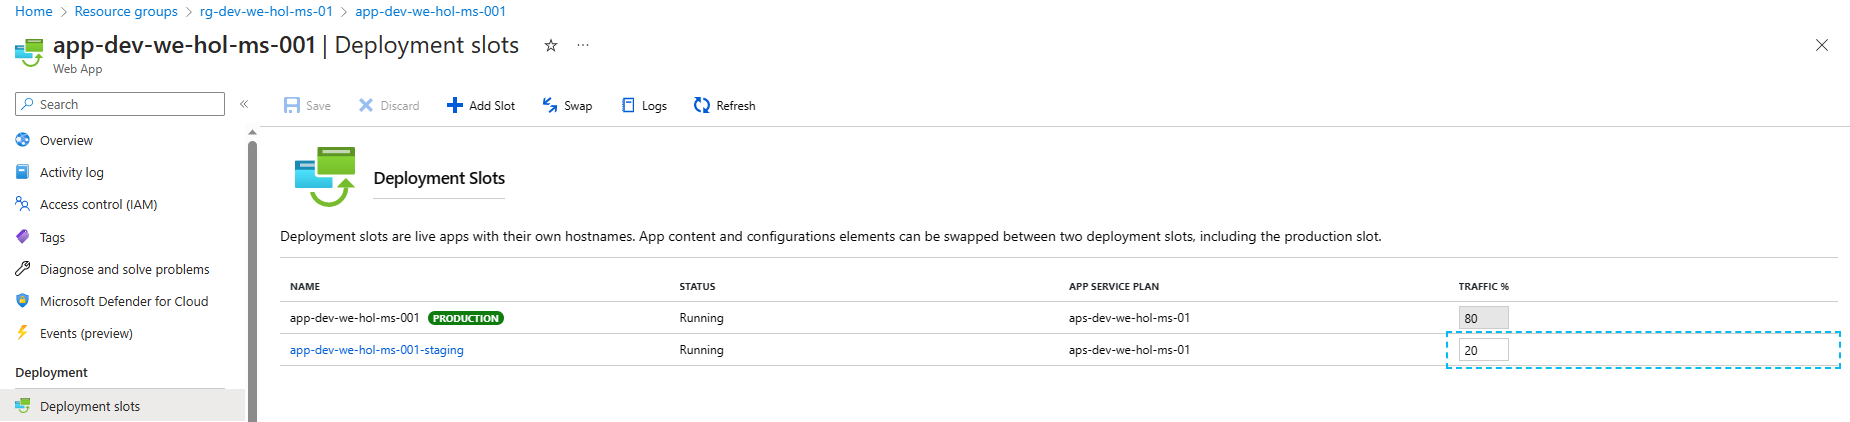 Home > Resource groups > rg-dev-we-hol-ms-01 > app-dev-we-hol-ms-001
app-dev-we-hol-ms-001 | Deployment slots ☆ ···
Web App
Search «
Save Discard Add Slot Swap Logs Refresh
Overview
Activity log
Access control (IAM)
Tags
Diagnose and solve problems
Microsoft Defender for Cloud
Events (preview)
Deployment
Deployment slots
Deployment Slots
Deployment slots are live apps with their own hostnames. App content and configurations elements can be swapped between two deployment slots, including the production slot.
NAME STATUS APP SERVICE PLAN TRAFFIC %
app-dev-we-hol-ms-001 PRODUCTION Running aps-dev-we-hol-ms-01 80
app-dev-we-hol-ms-001-staging Running aps-dev-we-hol-ms-01 20